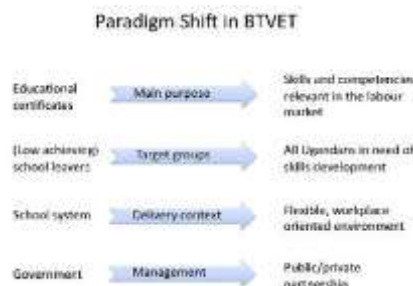 Paradigm Shift in BTVET
Educational certificates
Main purpose
Skills and competencies relevant in the labour market
(Low achieving) school leavers
Target groups
All Ugandans in need of skills development
School system
Delivery context
Flexible, workplace oriented environment
Government
Management
Public/private partnership